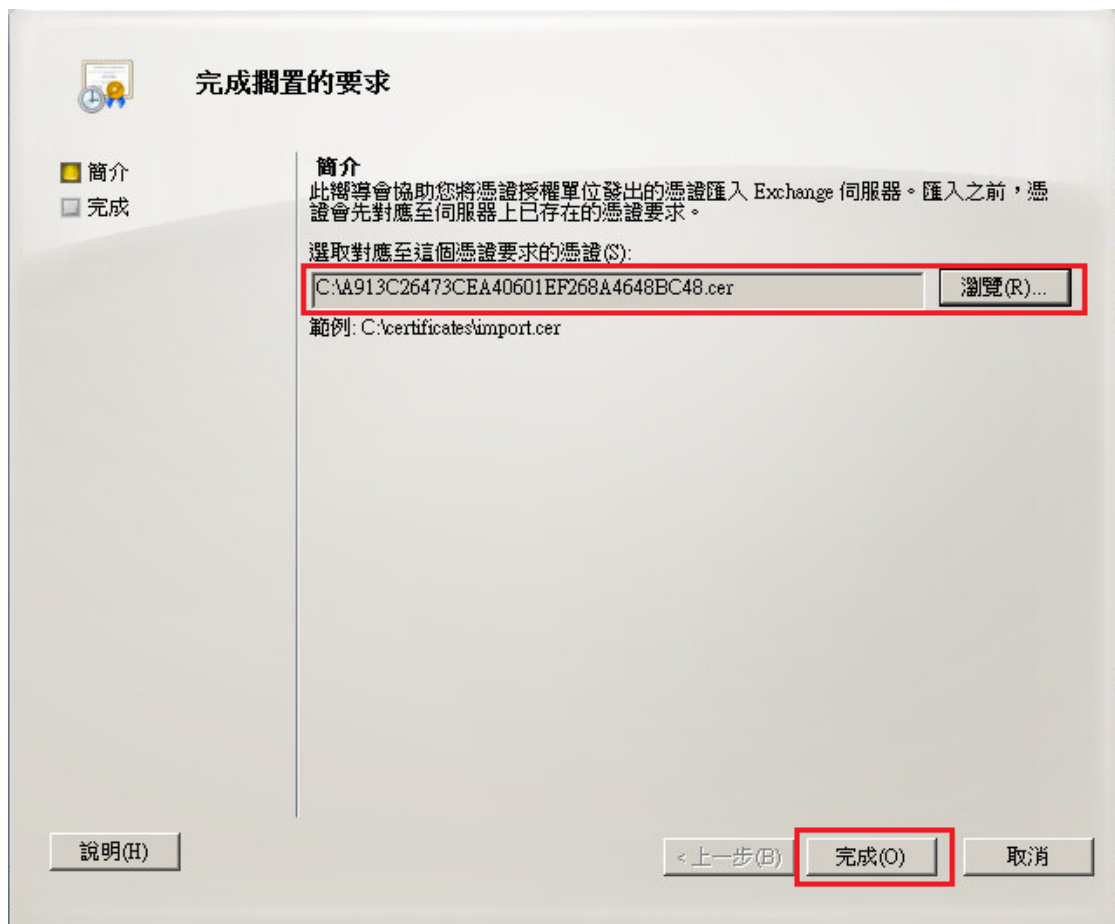 完成擱置的要求
簡介
完成
簡介
此嚮導會協助您將憑證授權單位發出的憑證匯入 Exchange 伺服器。匯入之前，憑
證會先對應至伺服器上已存在的憑證要求。
選取對應至這個憑證要求的憑證(S):
C:\A913C26473CEA40601EF268A4648BC48.cer
瀏覽(R)...
範例: C:\certificates\import.cer
說明(H)
<上一步(B)
完成(O)
取消